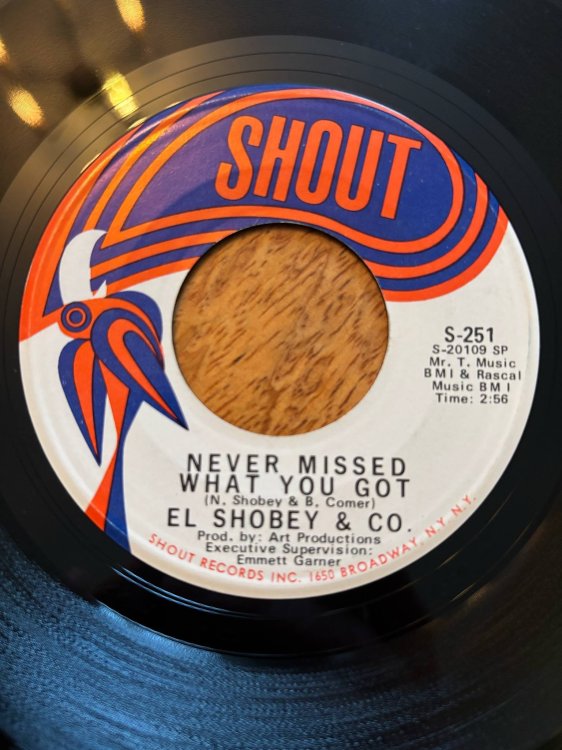 SHOUT
S-251
S-20109 SP
Mr. T. Music
BMI & Rascal
Music BMI
Time: 2:56
NEVER MISSED
WHAT YOU GOT
(N. Shobey & B. Comer)
EL SHOBEY & CO.
Prod. by: Art Productions
Executive Supervision:
Emmett Garner
SHOUT RECORDS INC. 1650 BROADWAY, NY. N.Y.